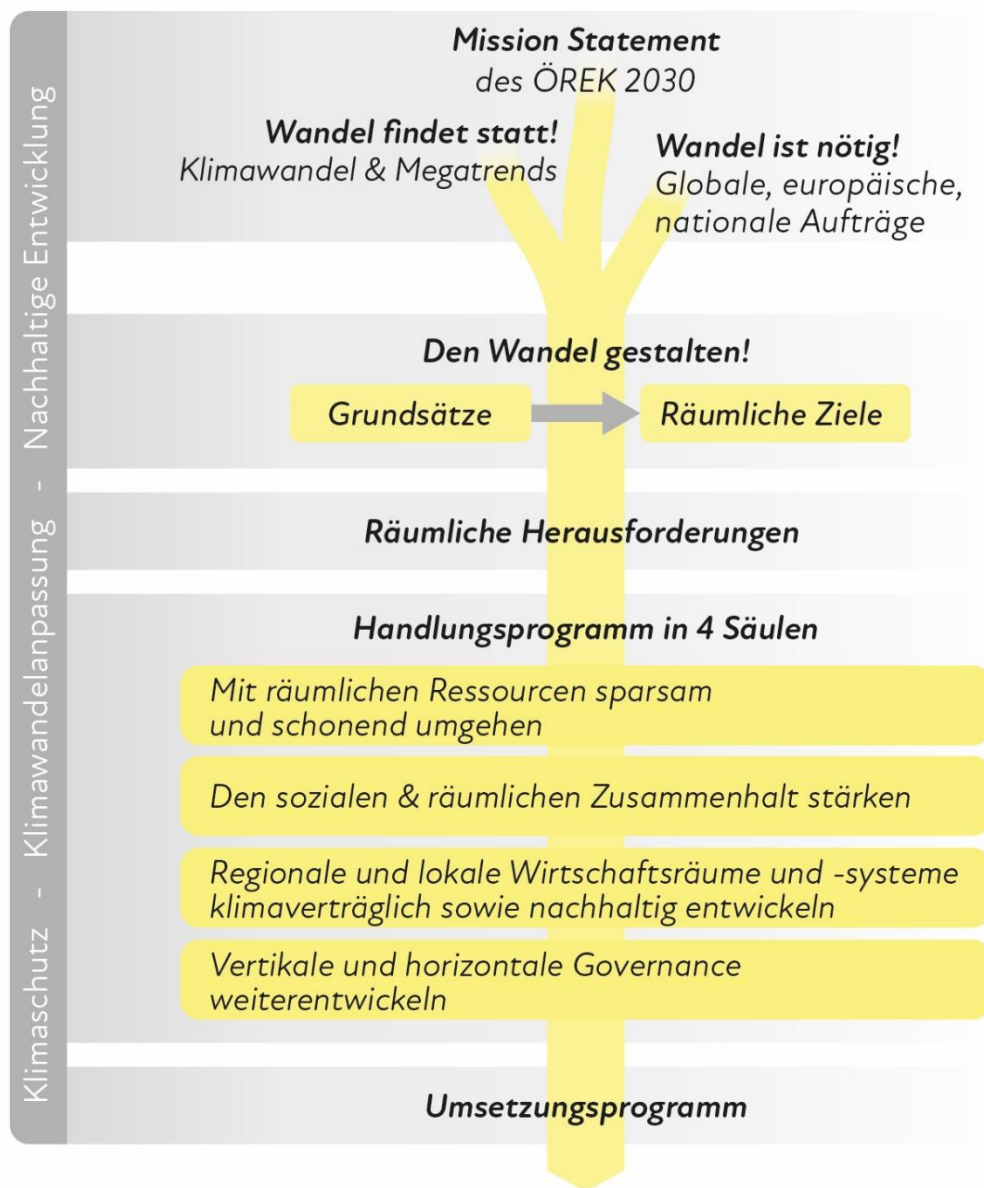 Mission Statement
des ÖREK 2030
Wandel findet statt!
Klimawandel & Megatrends
Wandel ist nötig!
Globale, europäische,
nationale Aufträge
Den Wandel gestalten!
Grundsätze
Räumliche Ziele
Räumliche Herausforderungen
Handlungsprogramm in 4 Säulen
Mit räumlichen Ressourcen sparsam
und schonend umgehen
Den sozialen & räumlichen Zusammenhalt stärken
Regionale und lokale Wirtschaftsräume und -systeme
klimaverträglich sowie nachhaltig entwickeln
Vertikale und horizontale Governance
weiterentwickeln
Umsetzungsprogramm
Klimaschutz - Klimawandelanpassung - Nachhaltige Entwicklung